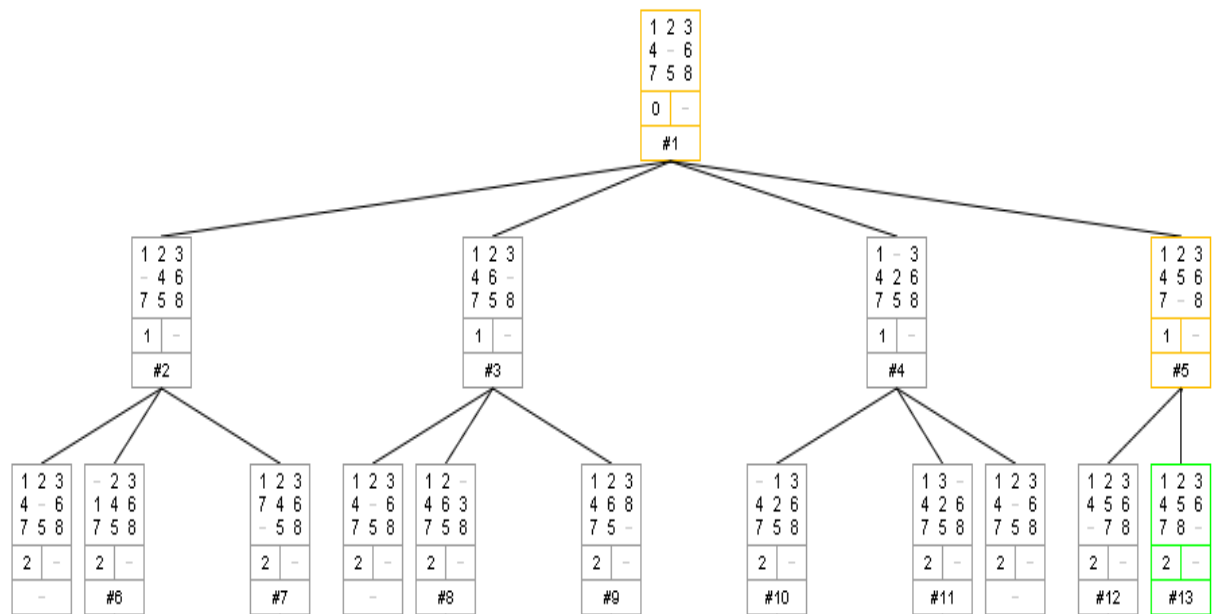 1 2 3
4 - 6
7 5 8
0 -
#1
1 2 3
- 4 6
7 5 8
1 -
#2
1 2 3
4 6 -
7 5 8
1 -
#3
1 - 3
4 2 6
7 5 8
1 -
#4
1 2 3
4 5 6
7 - 8
1 -
#5
1 2 3
4 - 6
7 5 8
2 -
-
- 2 3
1 4 6
7 5 8
2 -
#6
1 2 3
7 4 6
- 5 8
2 -
#7
1 2 3
4 - 6
7 5 8
2 -
-
1 2 -
4 6 3
7 5 8
2 -
#8
1 2 3
4 6 8
7 5 -
2 -
#9
- 1 3
4 2 6
7 5 8
2 -
#10
1 3 -
4 2 6
7 5 8
2 -
#11
1 2 3
4 - 6
7 5 8
2 -
-
1 2 3
4 5 6
- 7 8
2 -
#12
1 2 3
4 5 6
7 8 -
2 -
#13